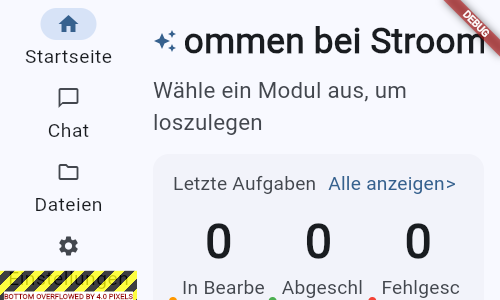 Startseite
Chat
Dateien
Einstellungen
BOTTOM OVERFLOWED BY 4.0 PIXELS
ommen bei Stroom
Wähle ein Modul aus, um
loszulegen
Letzte Aufgaben Alle anzeigen>
0 0 0
In Bearbe Abgeschl Fehlgesc
DEBUG